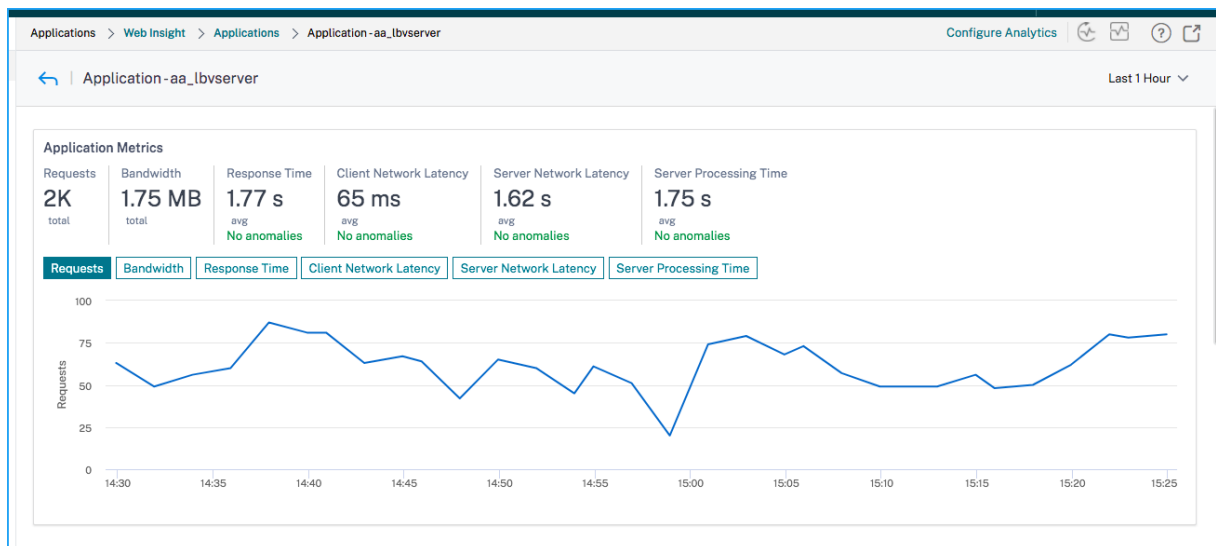 Applications > Web Insight > Applications > Application-aa_lbvserver
Configure Analytics
Application-aa_lbvserver
Last 1 Hour
Application Metrics
Requests Bandwidth Response Time Client Network Latency Server Network Latency Server Processing Time
2K 1.75 MB 1.77 s 65 ms 1.62 s 1.75 s
total total avg avg avg avg
No anomalies No anomalies No anomalies No anomalies
Requests Bandwidth Response Time Client Network Latency Server Network Latency Server Processing Time
100
75
50
25
0
Requests
14:30 14:35 14:40 14:45 14:50 14:55 15:00 15:05 15:10 15:15 15:20 15:25